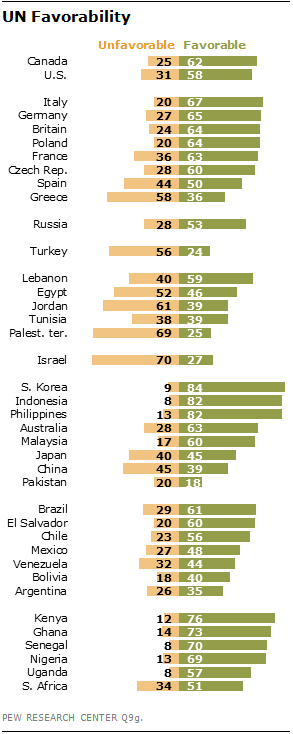 UN Favorability
Unfavorable Favorable
Canada 25 62
U.S. 31 58
Italy 20 67
Germany 27 65
Britain 24 64
Poland 20 64
France 36 63
Czech Rep. 28 60
Spain 44 50
Greece 58 36
Russia 28 53
Turkey 56 24
Lebanon 40 59
Egypt 52 46
Jordan 61 39
Tunisia 38 39
Palest. ter. 69 25
Israel 70 27
S. Korea 9 84
Indonesia 8 82
Philippines 13 82
Australia 28 63
Malaysia 17 60
Japan 40 45
China 45 39
Pakistan 20 18
Brazil 29 61
El Salvador 20 60
Chile 23 56
Mexico 27 48
Venezuela 32 44
Bolivia 18 40
Argentina 26 35
Kenya 12 76
Ghana 14 73
Senegal 8 70
Nigeria 13 69
Uganda 8 57
S. Africa 34 51
PEW RESEARCH CENTER Q9g.